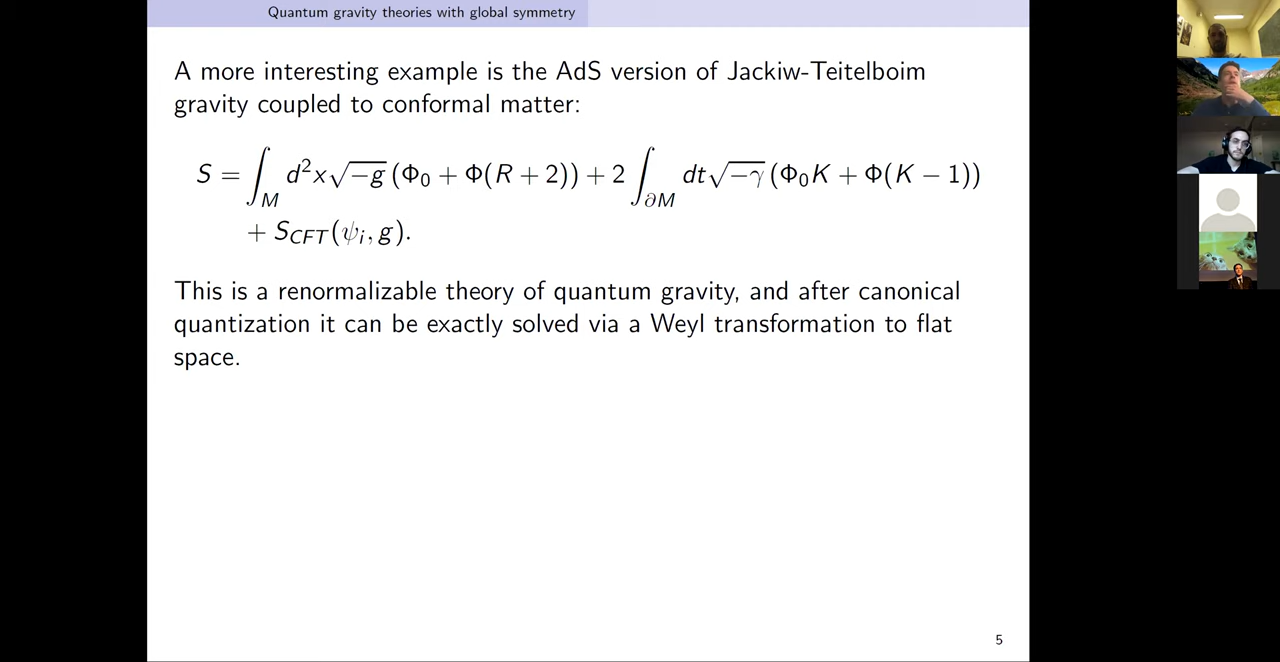 Quantum gravity theories with global symmetry
A more interesting example is the AdS version of Jackiw-Teitelboim
gravity coupled to conformal matter:
S = ∫_M d²x√−g (Φ₀ + Φ(R + 2)) + 2 ∫_∂M dt√−γ (Φ₀K + Φ(K − 1))
+ S_CFT(ψᵢ, g).
This is a renormalizable theory of quantum gravity, and after canonical
quantization it can be exactly solved via a Weyl transformation to flat
space.
5